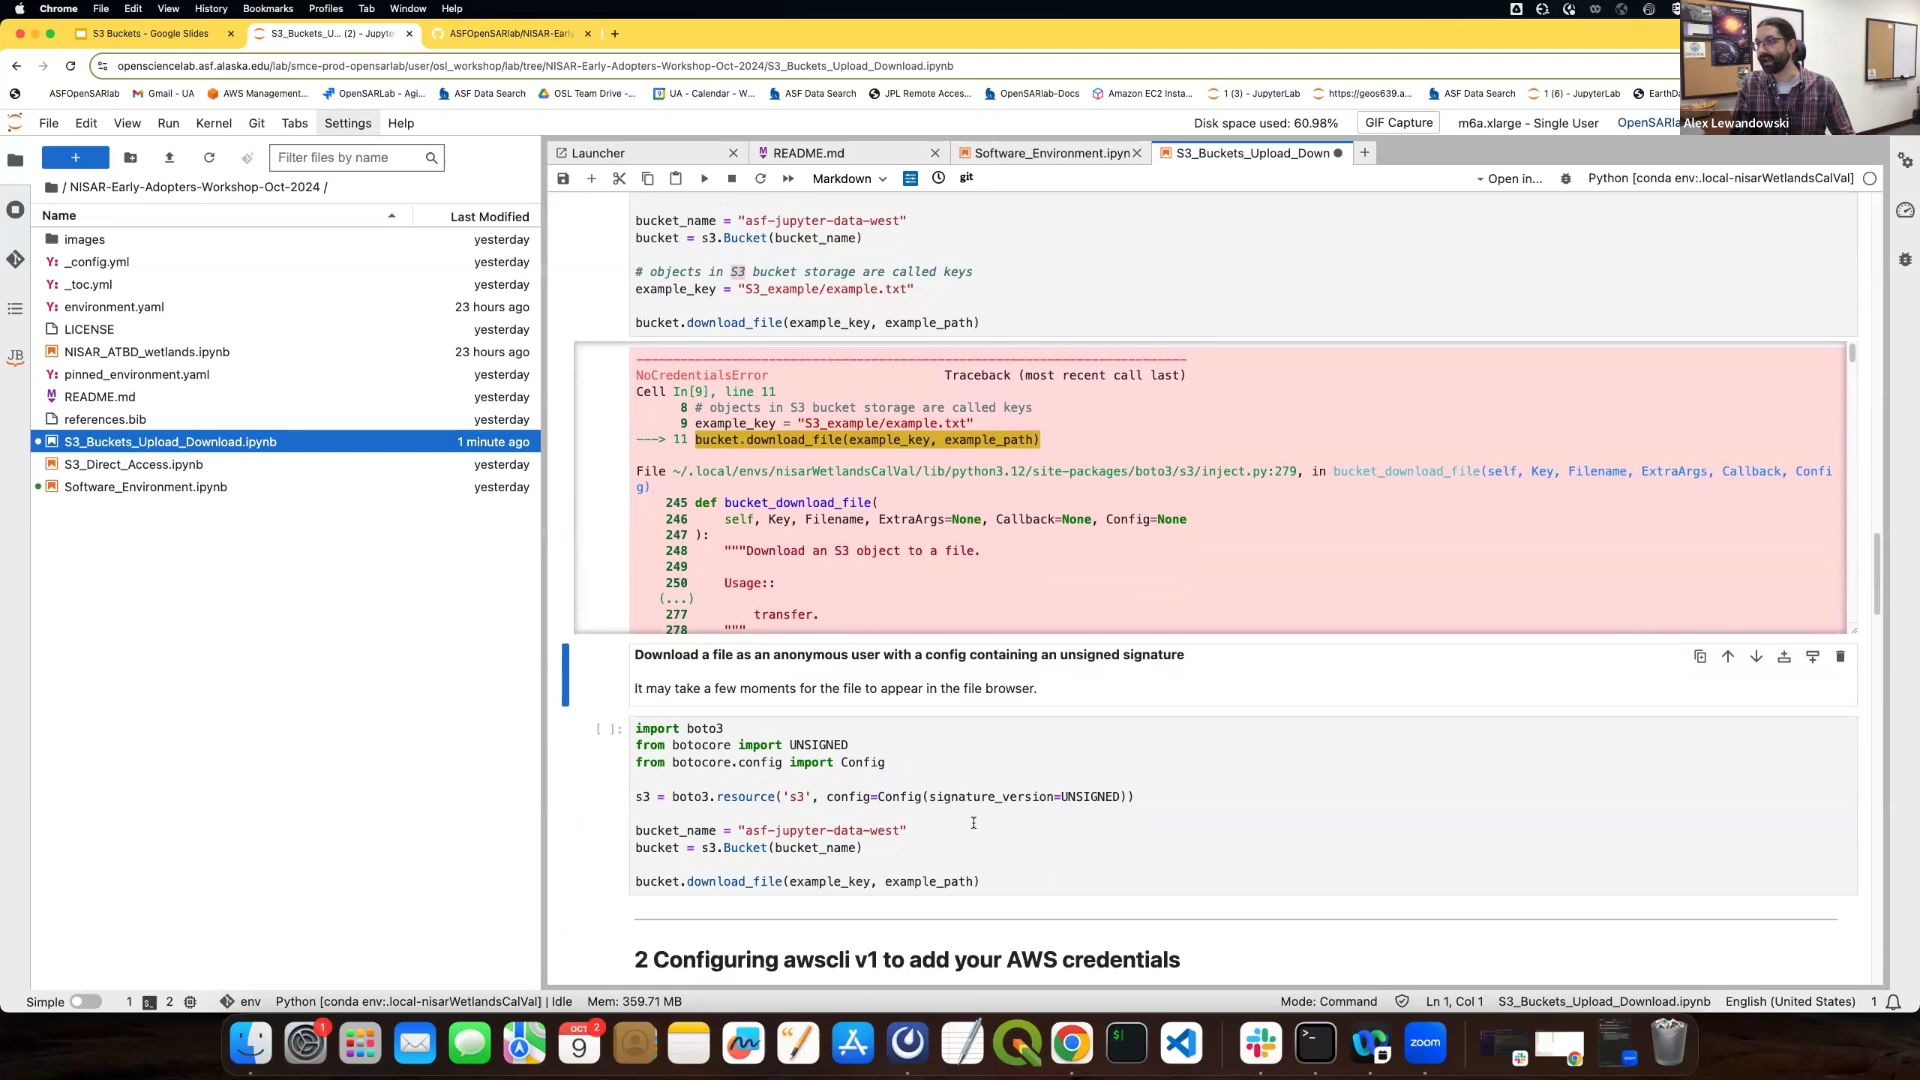 Chrome File Edit View History Bookmarks Profiles Tab Window Help
S3 Buckets - Google Slides
S3_Buckets_U... (2) - Jupyte
ASFOpenSARlab/NISAR-Early
openscienceLab.asf.alaska.edu/lab/smce-prod-opensarlab/user/osl_workshop/lab/tree/NISAR-Early-Adopters-Workshop-Oct-2024/S3_Buckets_Upload_Download.ipynb
ASFOpenSARlab Gmail - UA AWS Management... OpenSARLab - Agi... ASF Data Search OSL Team Drive -... UA - Calendar - W... ASF Data Search JPL Remote Acces... OpenSARlab-Docs Amazon EC2 Insta... 1 (3) - JupyterLab https://geos639.a... ASF Data Search 1 (6) - JupyterLab EarthDa
Alex Lewandowski
File Edit View Run Kernel Git Tabs Settings Help
Disk space used: 60.98% GIF Capture m6a.xlarge - Single User OpenSARLa
Filter files by name
/ NISAR-Early-Adopters-Workshop-Oct-2024 /
Name Last Modified
images yesterday
Y: _config.yml yesterday
Y: _toc.yml yesterday
Y: environment.yaml 23 hours ago
LICENSE yesterday
NISAR_ATBD_wetlands.ipynb 23 hours ago
Y: pinned_environment.yaml yesterday
README.md yesterday
references.bib yesterday
S3_Buckets_Upload_Download.ipynb 1 minute ago
S3_Direct_Access.ipynb yesterday
Software_Environment.ipynb yesterday
Launcher README.md Software_Environment.ipyn S3_Buckets_Upload_Down
Markdown git Open in... Python [conda env:.local-nisarWetlandsCalVal]
bucket_name = "asf-jupyter-data-west"
bucket = s3.Bucket(bucket_name)
# objects in S3 bucket storage are called keys
example_key = "S3_example/example.txt"
bucket.download_file(example_key, example_path)
---------------------------------------------------------------------------
NoCredentialsError Traceback (most recent call last)
Cell In[9], line 11
8 # objects in S3 bucket storage are called keys
9 example_key = "S3_example/example.txt"
---> 11 bucket.download_file(example_key, example_path)
File ~/.local/envs/nisarWetlandsCalVal/lib/python3.12/site-packages/boto3/s3/inject.py:279, in bucket_download_file(self, Key, Filename, ExtraArgs, Callback, Confi
g)
245 def bucket_download_file(
246 self, Key, Filename, ExtraArgs=None, Callback=None, Config=None
247 ):
248 """Download an S3 object to a file.
249
250 Usage::
(...)
277 transfer.
278 """
Download a file as an anonymous user with a config containing an unsigned signature
It may take a few moments for the file to appear in the file browser.
[ ]:
import boto3
from botocore import UNSIGNED
from botocore.config import Config
s3 = boto3.resource('s3', config=Config(signature_version=UNSIGNED))
bucket_name = "asf-jupyter-data-west"
bucket = s3.Bucket(bucket_name)
bucket.download_file(example_key, example_path)
2 Configuring awscli v1 to add your AWS credentials
Simple 1 2 env Python [conda env:.local-nisarWetlandsCalVal] | Idle Mem: 359.71 MB Mode: Command Ln 1, Col 1 S3_Buckets_Upload_Download.ipynb English (United States) 1
1
OCT 2
9
zoom